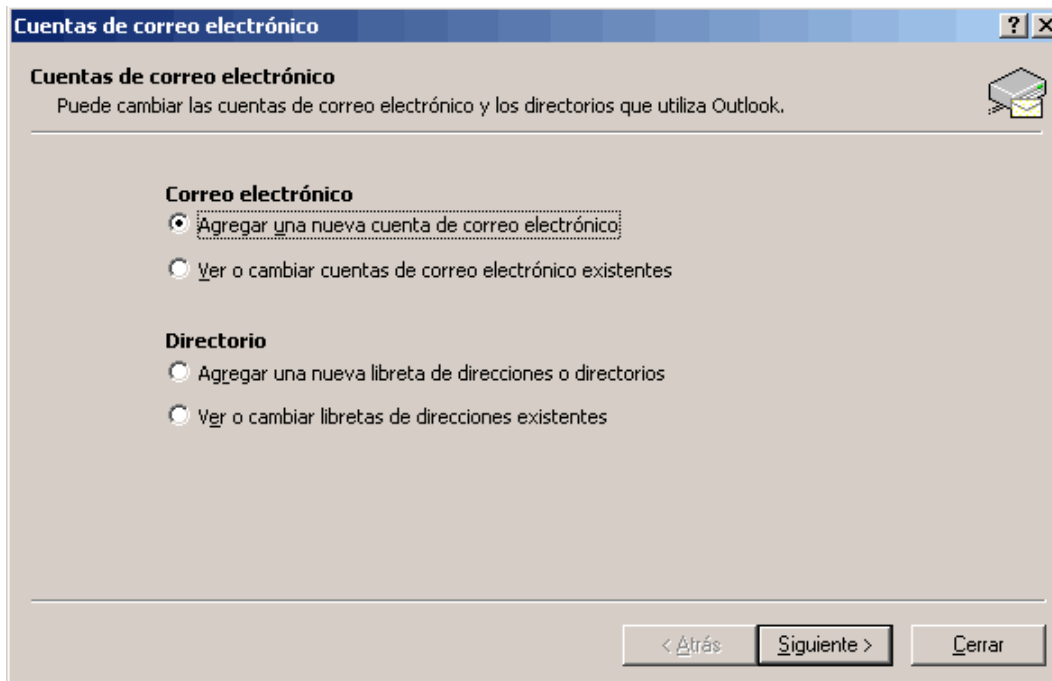 Cuentas de correo electrónico
Cuentas de correo electrónico
Puede cambiar las cuentas de correo electrónico y los directorios que utiliza Outlook.
Correo electrónico
Agregar una nueva cuenta de correo electrónico
Ver o cambiar cuentas de correo electrónico existentes
Directorio
Agregar una nueva libreta de direcciones o directorios
Ver o cambiar libretas de direcciones existentes
< Atrás Siguiente > Cerrar